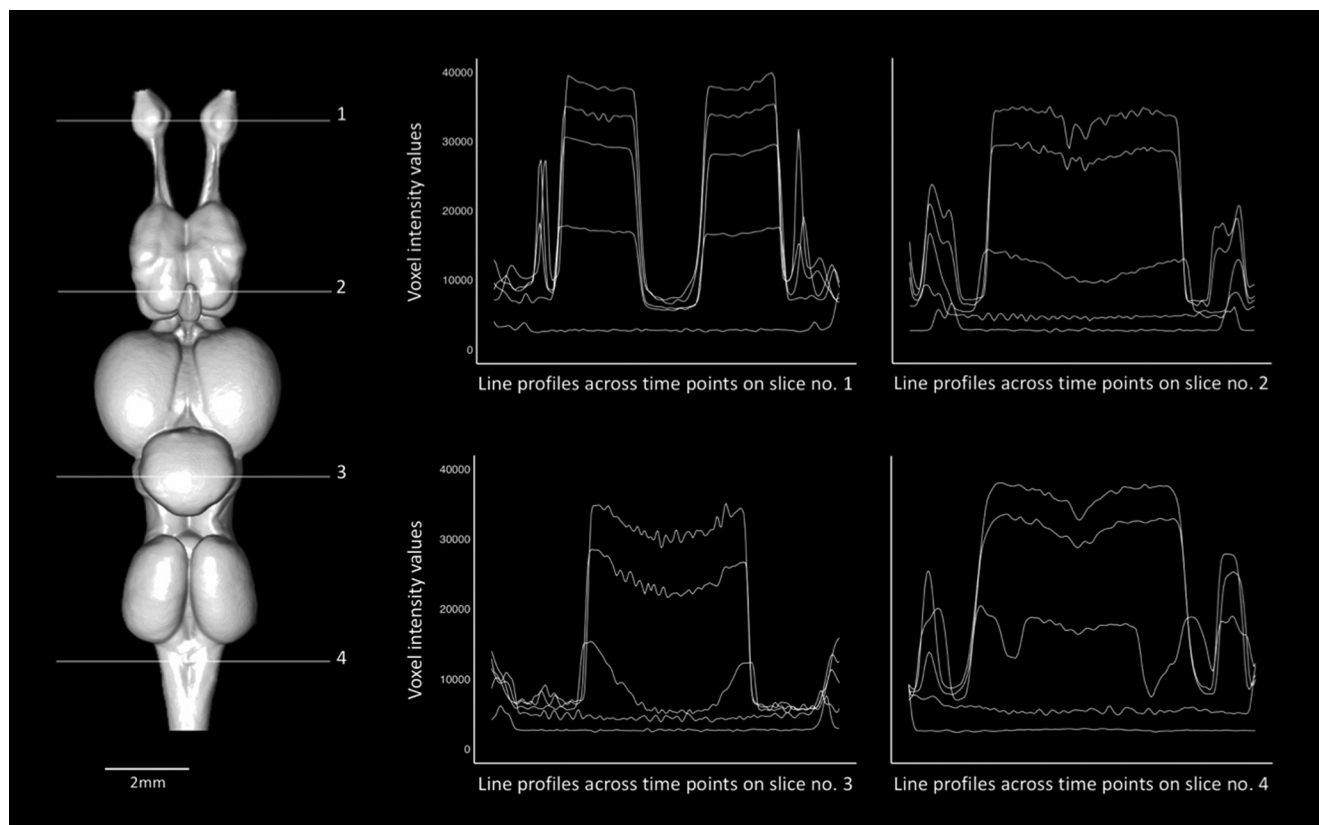 1
2
3
4
2mm
Voxel intensity values
40000
30000
20000
10000
0
Line profiles across time points on slice no. 1
Line profiles across time points on slice no. 2
Voxel intensity values
40000
30000
20000
10000
0
Line profiles across time points on slice no. 3
Line profiles across time points on slice no. 4